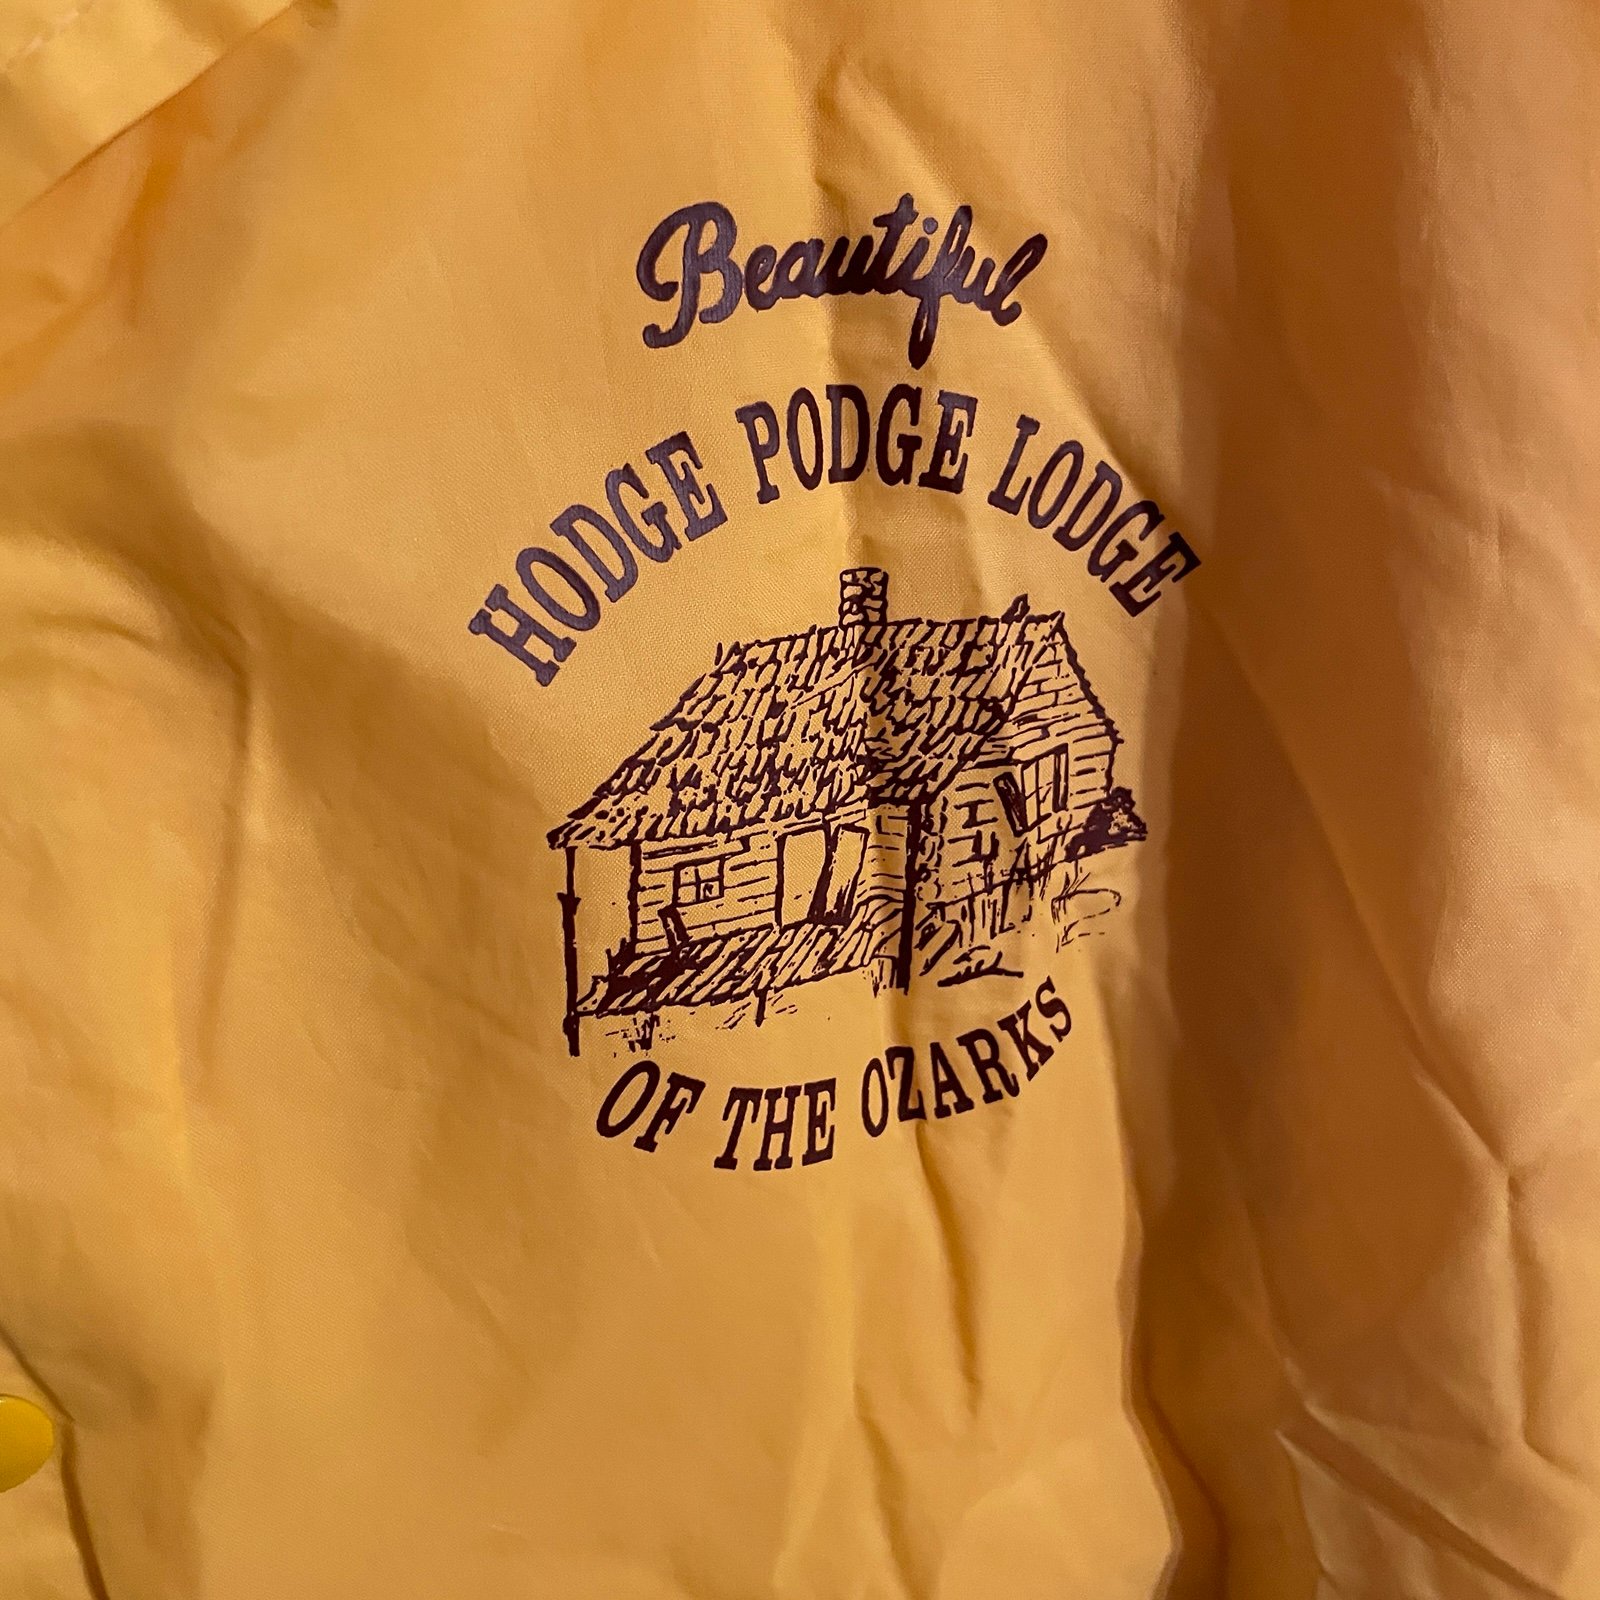 Beautiful
HODGE PODGE LODGE
OF THE OZARKS